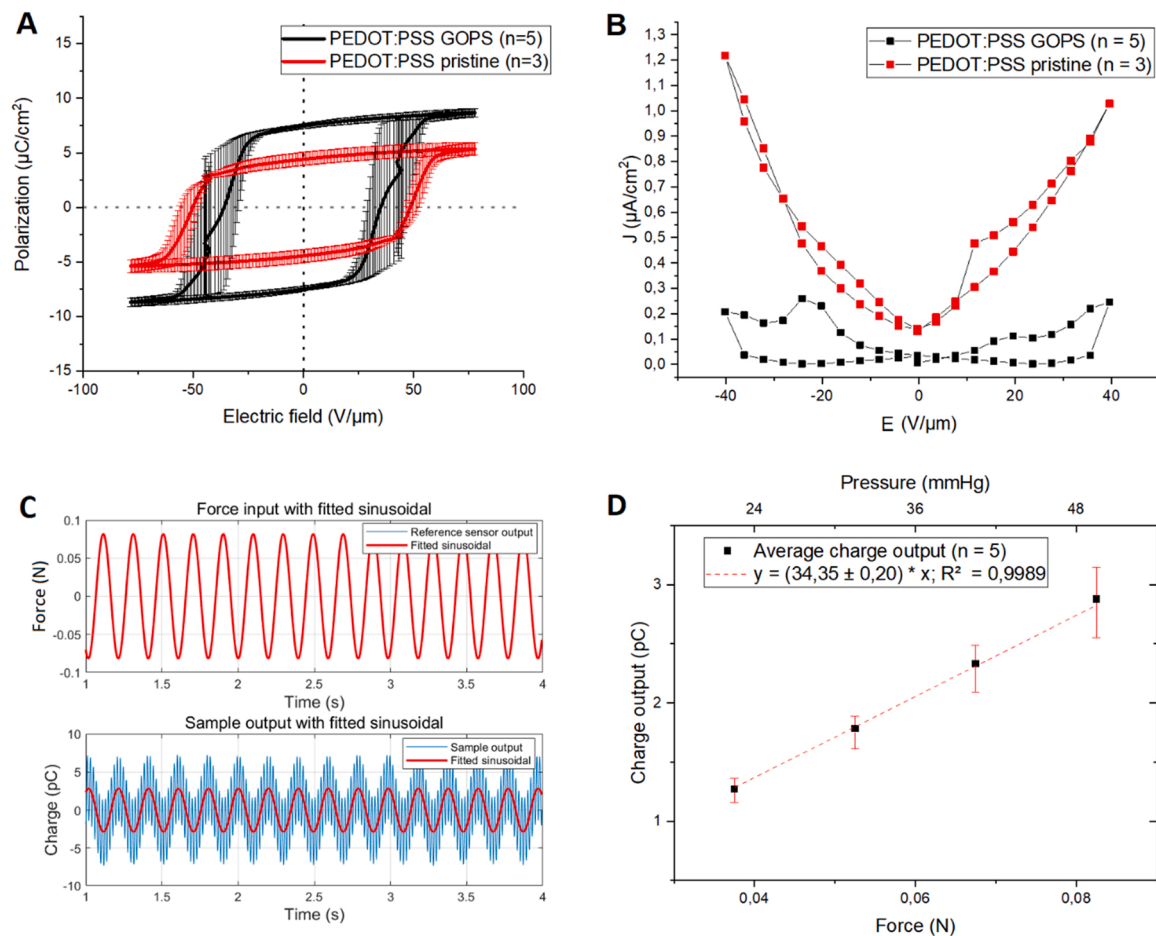 A
PEDOT:PSS GOPS (n=5)
PEDOT:PSS pristine (n=3)
Polarization (µC/cm²)
15
10
5
0
-5
-10
-15
-50
0
50
100
Electric field (V/µm)
B
PEDOT:PSS GOPS (n = 5)
PEDOT:PSS pristine (n = 3)
J (µA/cm²)
1,3
1,2
1,1
1,0
0,9
0,8
0,7
0,6
0,5
0,4
0,3
0,2
0,1
0,0
-40
-20
0
20
40
E (V/µm)
C
Force input with fitted sinusoidal
Reference sensor output
Fitted sinusoidal
Force (N)
0.1
0.05
0
-0.05
-0.1
1
1.5
2
2.5
3
3.5
4
Time (s)
Sample output with fitted sinusoidal
Sample output
Fitted sinusoidal
Charge (pC)
10
5
0
-5
-10
1
1.5
2
2.5
3
3.5
4
Time (s)
D
Pressure (mmHg)
24
36
48
Average charge output (n = 5)
y = (34,35 ± 0,20) * x; R² = 0,9989
Charge output (pC)
3
2
1
0,04
0,06
0,08
Force (N)